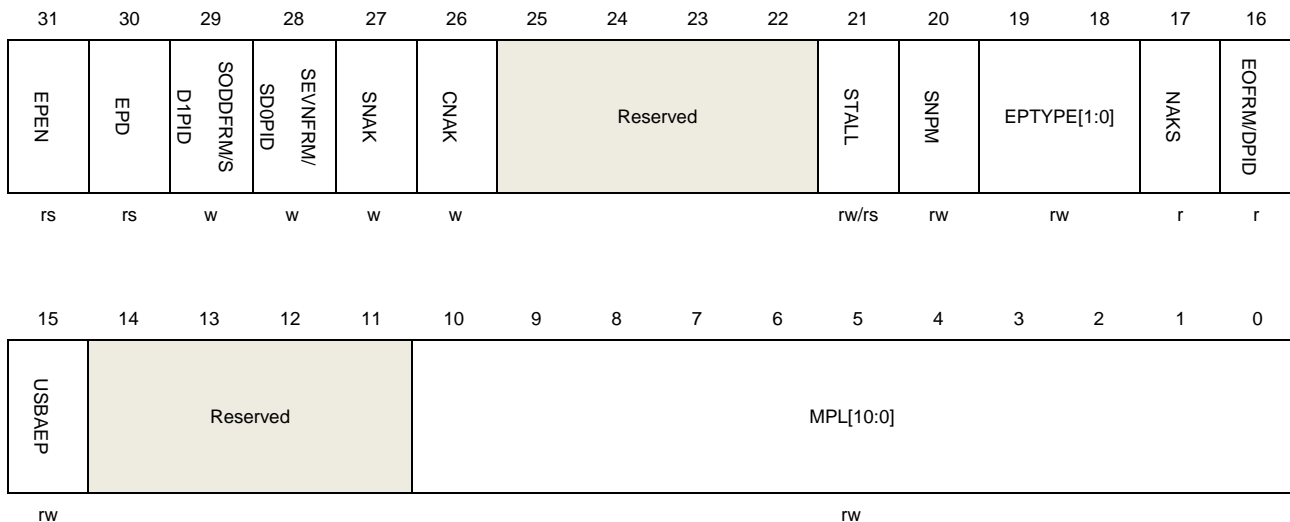 31 30 29 28 27 26 25 24 23 22 21 20 19 18 17 16
EPEN
EPD
SODDFRM/S
D1PID
SEVNFRM/
SD0PID
SNAK
CNAK
Reserved
STALL
SNPM
EPTYPE[1:0]
NAKS
EOFRM/DPID
rs rs w w w w rw/rs rw rw r r
15 14 13 12 11 10 9 8 7 6 5 4 3 2 1 0
USBAEP
Reserved
MPL[10:0]
rw rw